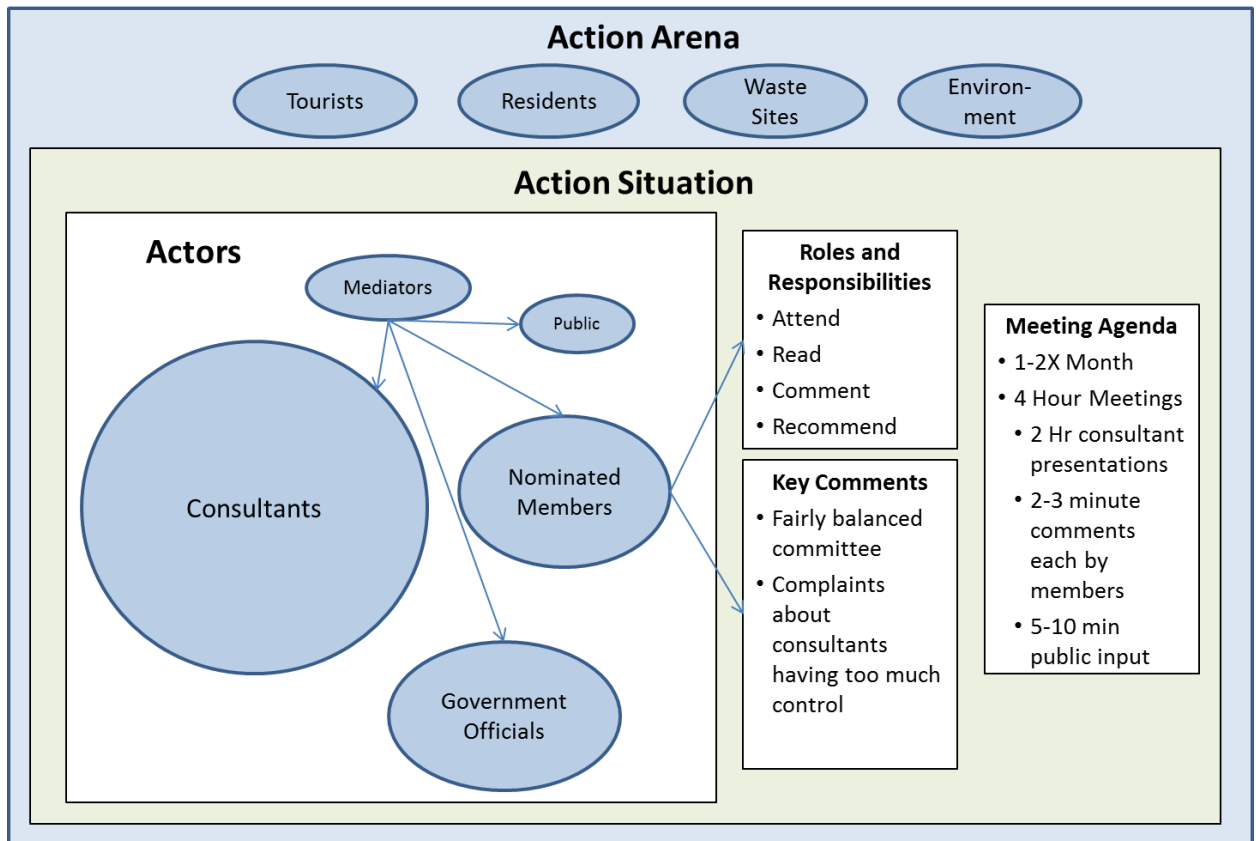 Action Arena
Tourists
Residents
Waste
Sites
Environ-
ment
Action Situation
Actors
Mediators
Public
Consultants
Nominated
Members
Government
Officials
Roles and
Responsibilities
• Attend
• Read
• Comment
• Recommend
Key Comments
• Fairly balanced
committee
• Complaints
about
consultants
having too much
control
Meeting Agenda
• 1-2X Month
• 4 Hour Meetings
• 2 Hr consultant
presentations
• 2-3 minute
comments
each by
members
• 5-10 min
public input